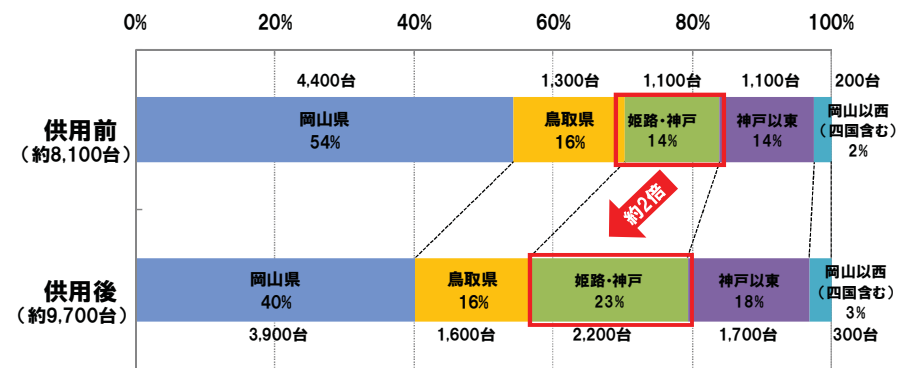 0%
20%
40%
60%
80%
100%
4,400台
1,300台
1,100台
1,100台
200台
供用前
(約8,100台)
岡山県
54%
鳥取県
16%
姫路・神戸
14%
神戸以東
14%
岡山以西
(四国含む)
2%
約2倍
供用後
(約9,700台)
岡山県
40%
鳥取県
16%
姫路・神戸
23%
神戸以東
18%
岡山以西
(四国含む)
3%
3,900台
1,600台
2,200台
1,700台
300台